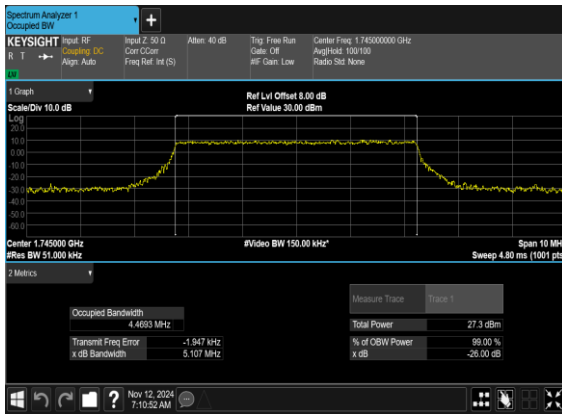 Spectrum Analyzer 1
Occupied BW
KEYSIGHT
R T
Input: RF
Coupling: DC
Align: Auto
Input Z: 50 Ω
Corr CCorr
Freq Ref: Int (S)
Atten: 40 dB
Trig: Free Run
Gate: Off
#IF Gain: Low
Center Freq: 1.745000000 GHz
Avg|Hold: 100/100
Radio Std: None
1 Graph
Scale/Div 10.0 dB
Ref Lvl Offset 8.00 dB
Ref Value 30.00 dBm
Log
20.0
10.0
0.00
-10.0
-20.0
-30.0
-40.0
-50.0
-60.0
Center 1.745000 GHz
#Video BW 150.00 kHz*
Span 10 MH
#Res BW 51.000 kHz
Sweep 4.80 ms (1001 pts
2 Metrics
Measure Trace Trace 1
Occupied Bandwidth
4.4693 MHz
Total Power 27.3 dBm
Transmit Freq Error -1.947 kHz
% of OBW Power 99.00 %
x dB Bandwidth 5.107 MHz
x dB -26.00 dB
?
Nov 12, 2024
7:10:52 AM